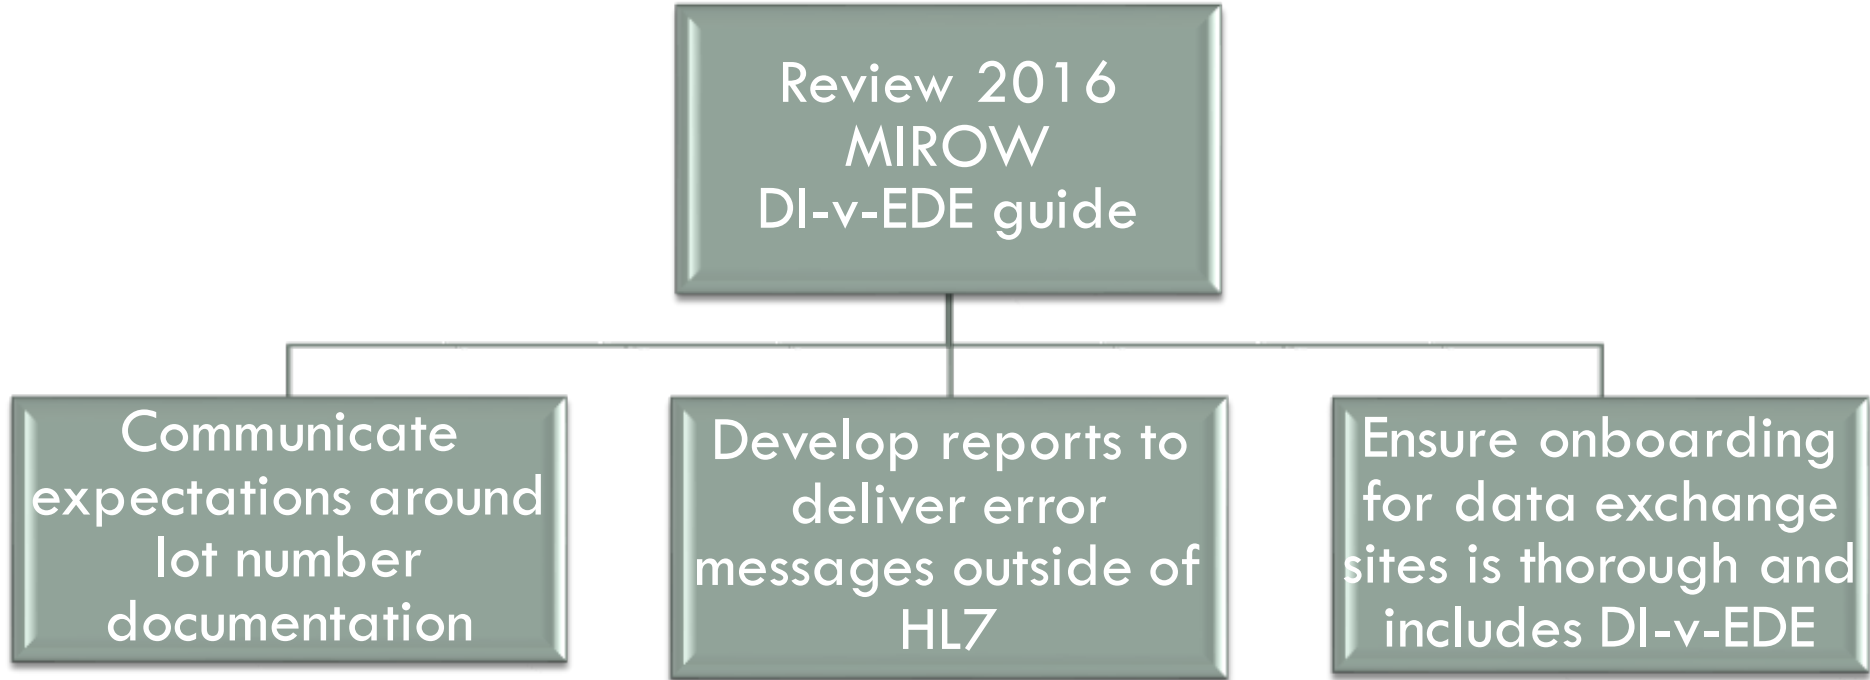 Review 2016
MIROW
DI-v-EDE guide
Communicate
expectations around
lot number
documentation
Develop reports to
deliver error
messages outside of
HL7
Ensure onboarding
for data exchange
sites is thorough and
includes DI-v-EDE